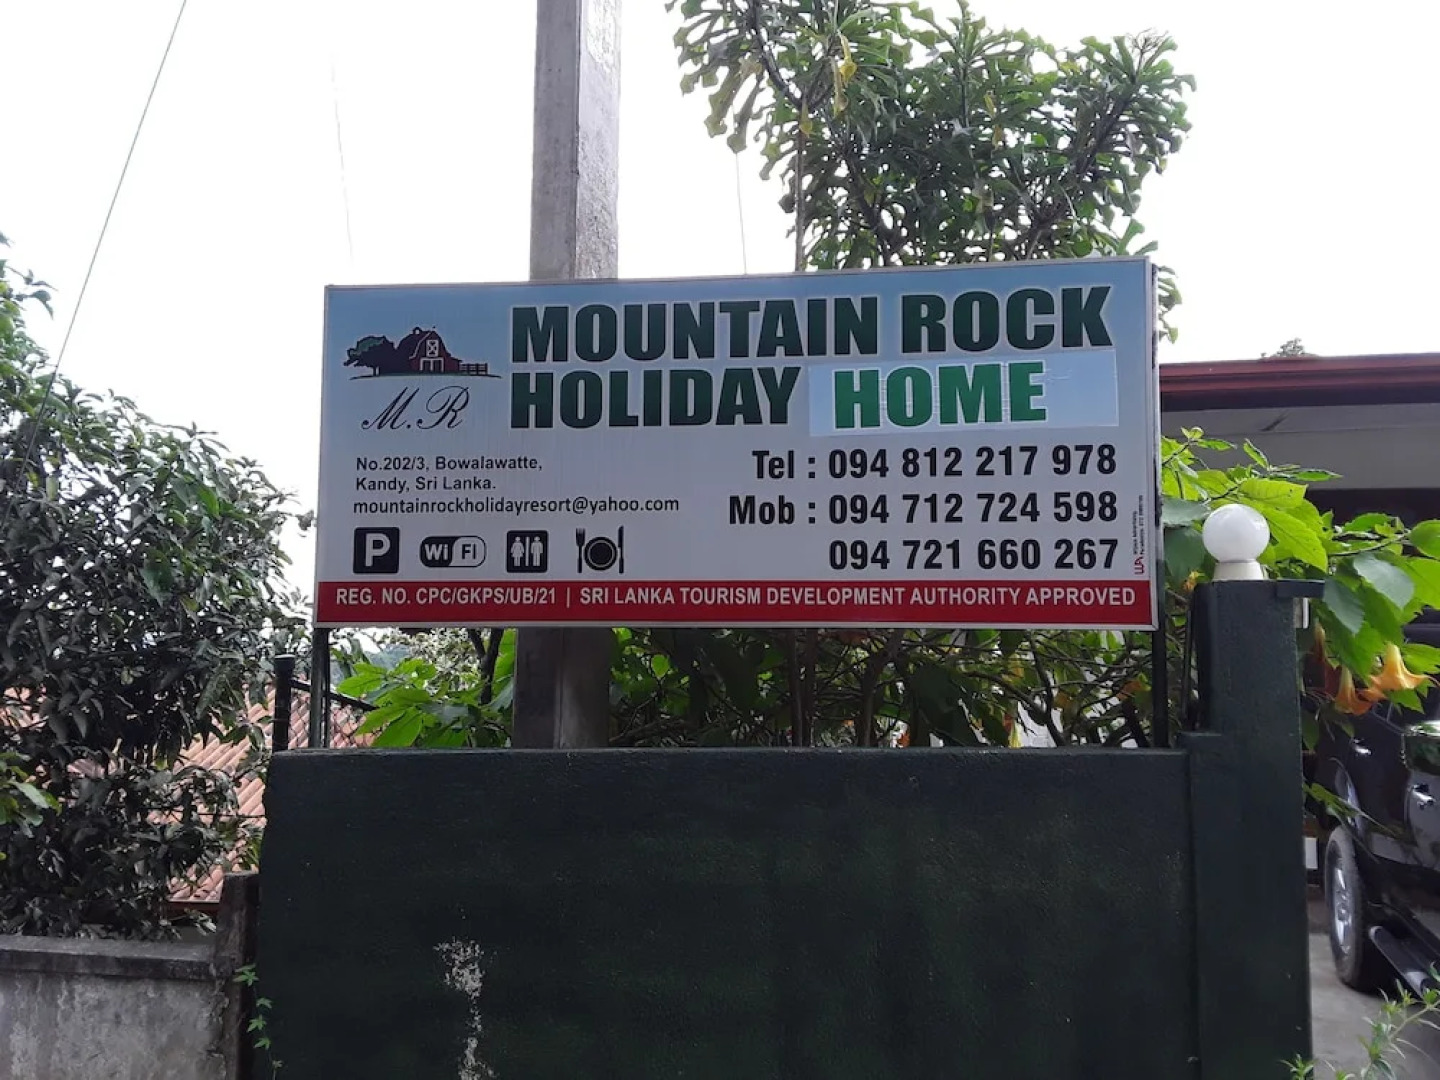 MOUNTAIN ROCK
HOLIDAY HOME
M.R
No.202/3, Bowalawatte,
Kandy, Sri Lanka.
mountainrockholidayresort@yahoo.com
Tel : 094 812 217 978
Mob : 094 712 724 598
094 721 660 267
P
Wi Fi
REG. NO. CPC/GKPS/UB/21 | SRI LANKA TOURISM DEVELOPMENT AUTHORITY APPROVED